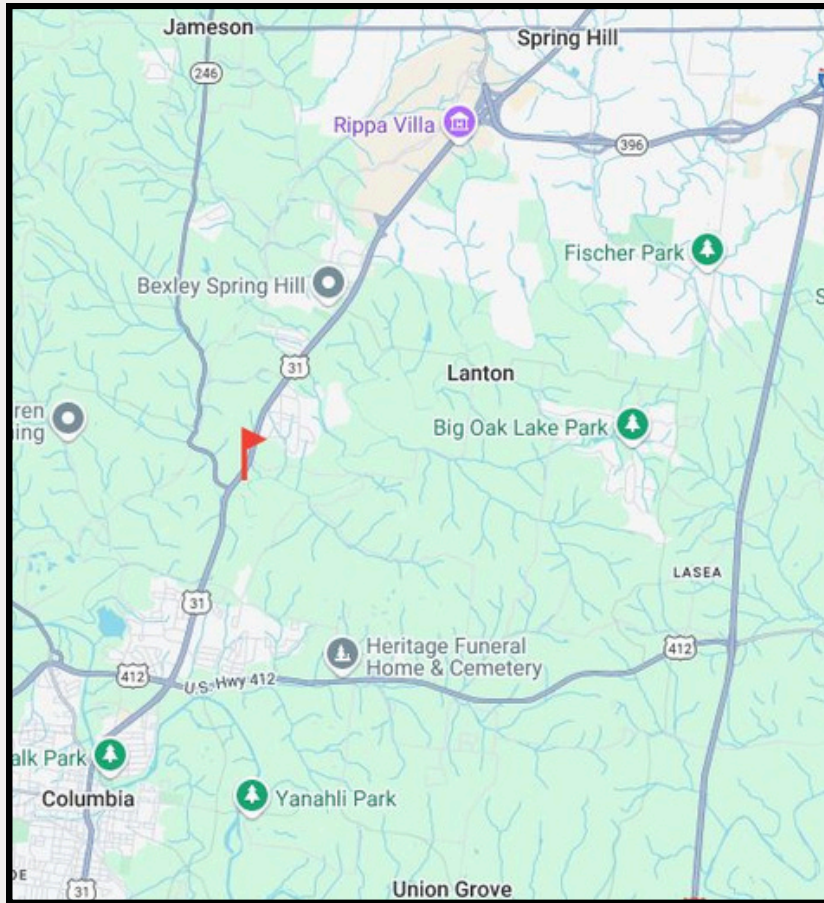 Jameson
Spring Hill
246
Rippa Villa
396
Fischer Park
Bexley Spring Hill
31
Lanton
Big Oak Lake Park
LASEA
31
Heritage Funeral
Home & Cemetery
412
412
U.S. Hwy 412
Park
Columbia
Yanahli Park
31
Union Grove